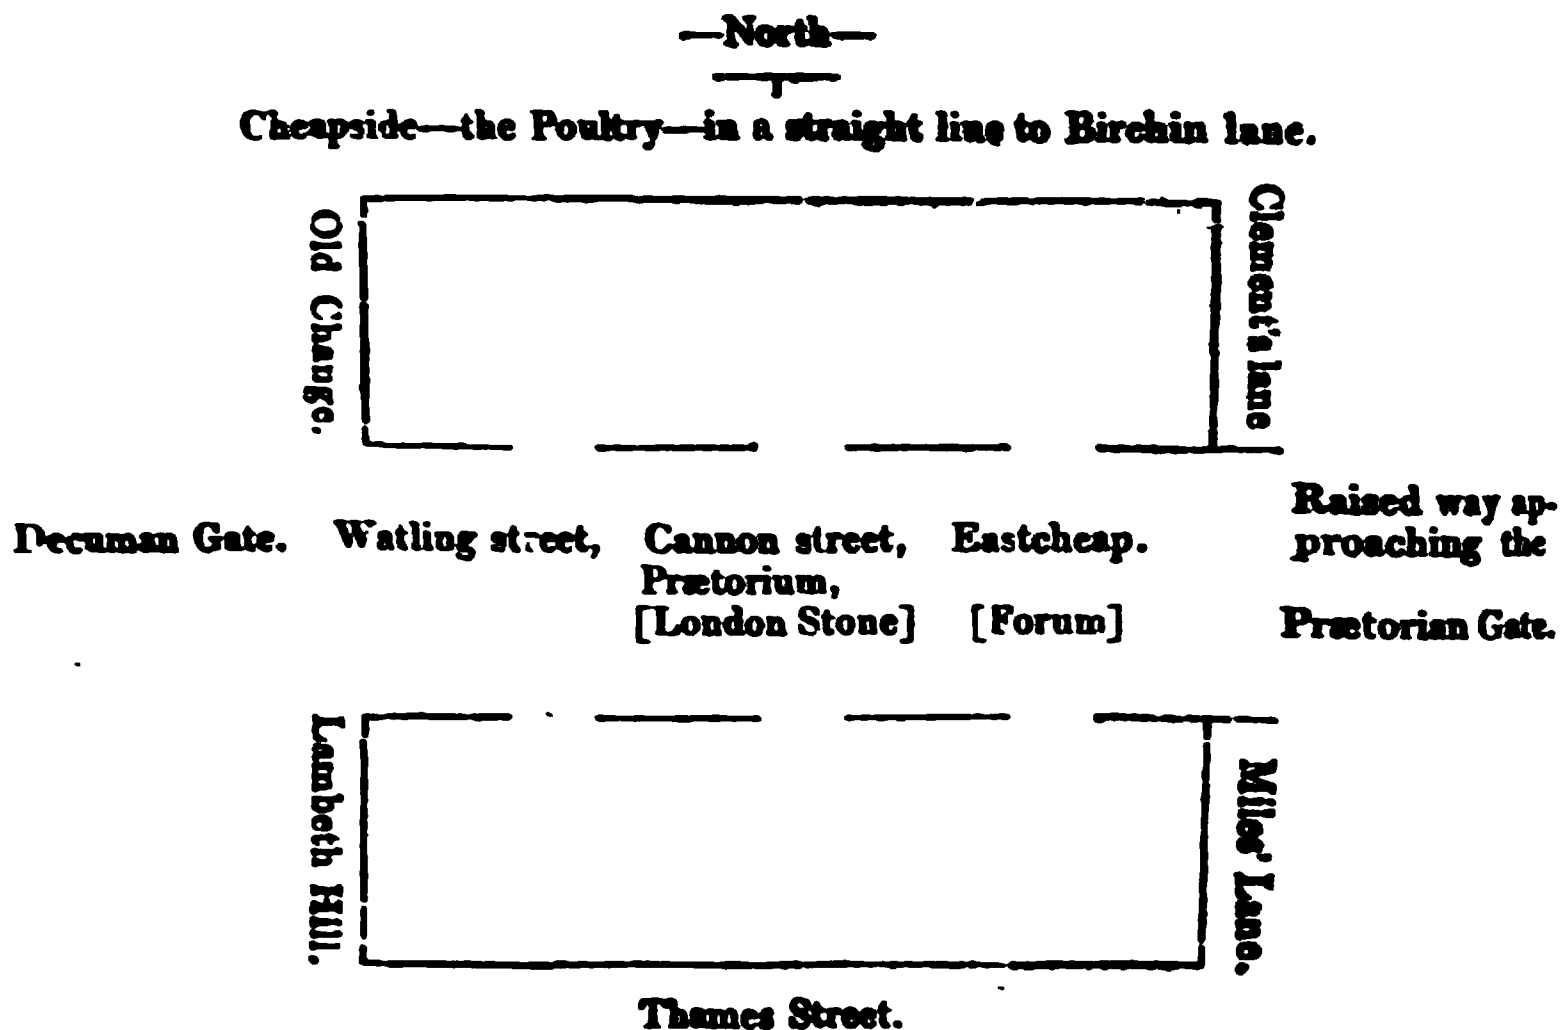 —North—
Cheapside—the Poultry—in a straight line to Birchin lane.
Old Change.
Clement's lane
Decuman Gate.
Watling street,
Cannon street,
Prætorium,
[London Stone]
Eastcheap.
[Forum]
Raised way ap-
proaching the
Prætorian Gate.
Lambeth Hill.
Miles' Lane.
Thames Street.